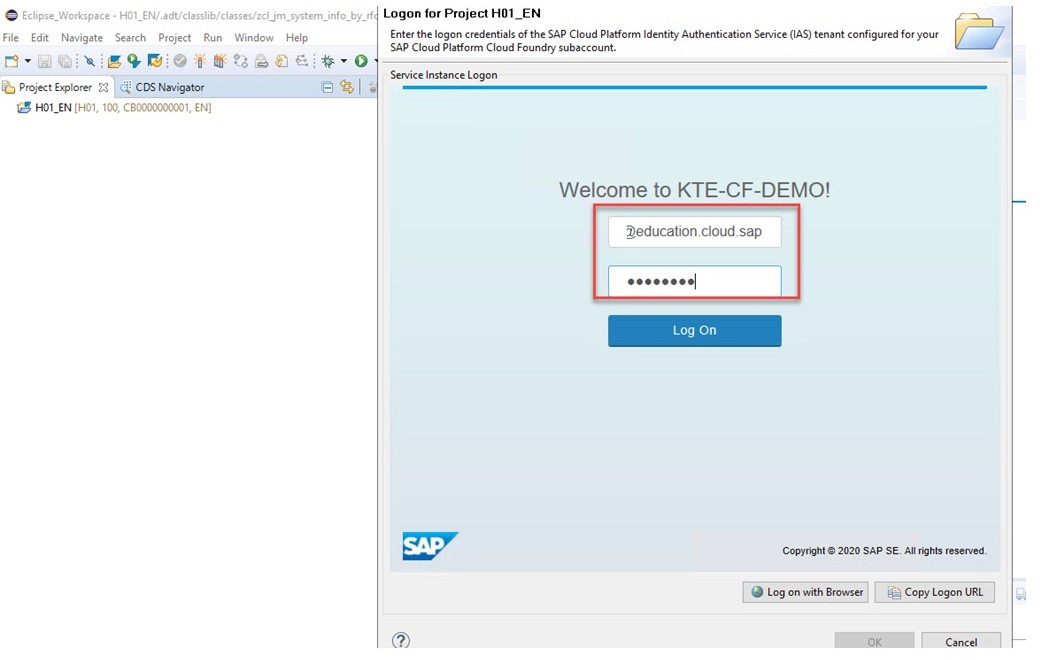 Eclipse_Workspace - H01_EN/.adt/classlib/classes/zcl_jm_system_info_by_rfc
File Edit Navigate Search Project Run Window Help
Project Explorer CDS Navigator
H01_EN [H01, 100, CB0000000001, EN]
Logon for Project H01_EN
Enter the logon credentials of the SAP Cloud Platform Identity Authentication Service (IAS) tenant configured for your
SAP Cloud Platform Cloud Foundry subaccount.
Service Instance Logon
Welcome to KTE-CF-DEMO!
education.cloud.sap
••••••••
Log On
SAP
Copyright © 2020 SAP SE. All rights reserved.
Log on with Browser Copy Logon URL
? OK Cancel